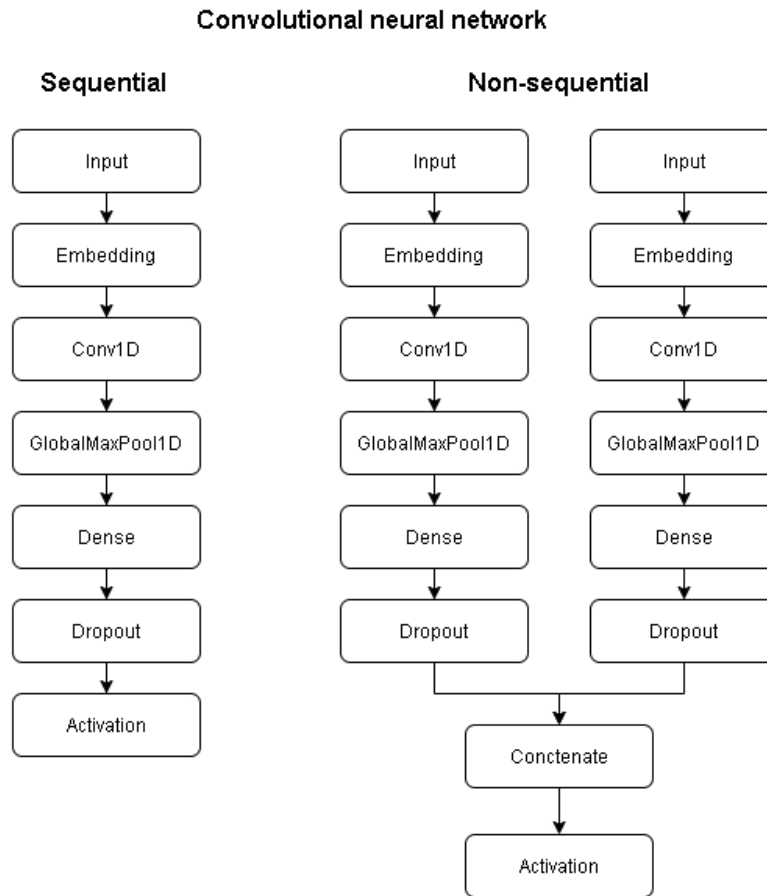 Convolutional neural network
Sequential
Non-sequential
Input
Embedding
Conv1D
GlobalMaxPool1D
Dense
Dropout
Activation
Input
Embedding
Conv1D
GlobalMaxPool1D
Dense
Dropout
Input
Embedding
Conv1D
GlobalMaxPool1D
Dense
Dropout
Conctenate
Activation